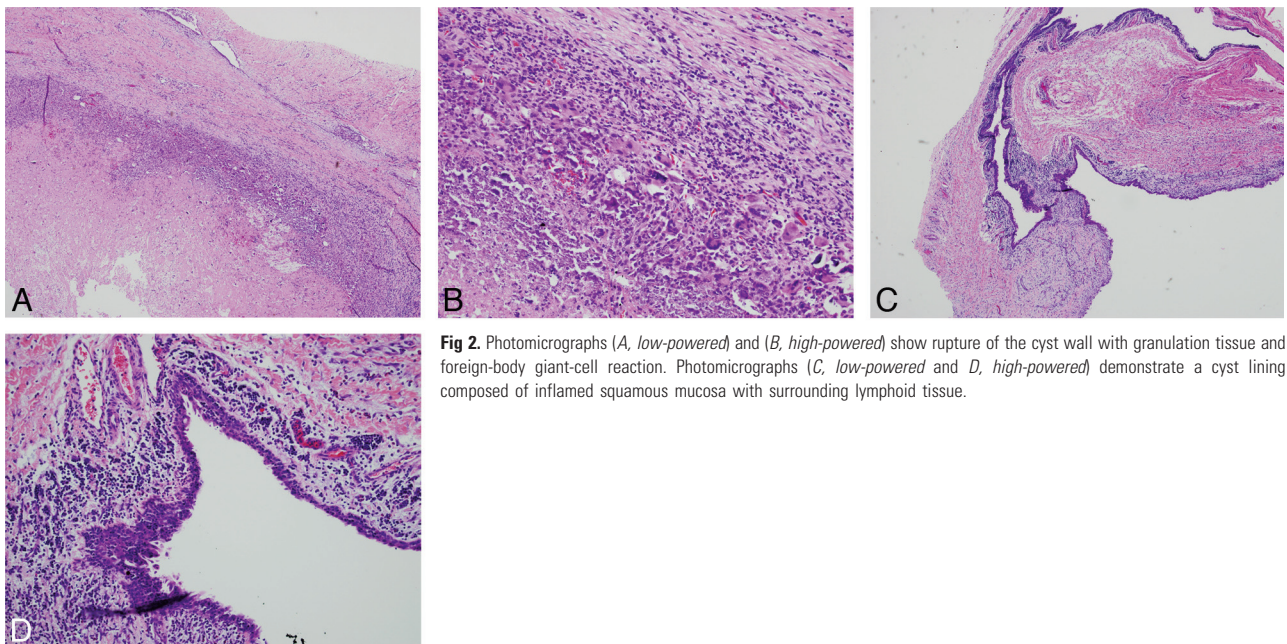 A
B
C
Fig 2. Photomicrographs (A, low-powered) and (B, high-powered) show rupture of the cyst wall with granulation tissue and
foreign-body giant-cell reaction. Photomicrographs (C, low-powered and D, high-powered) demonstrate a cyst lining
composed of inflamed squamous mucosa with surrounding lymphoid tissue.
D